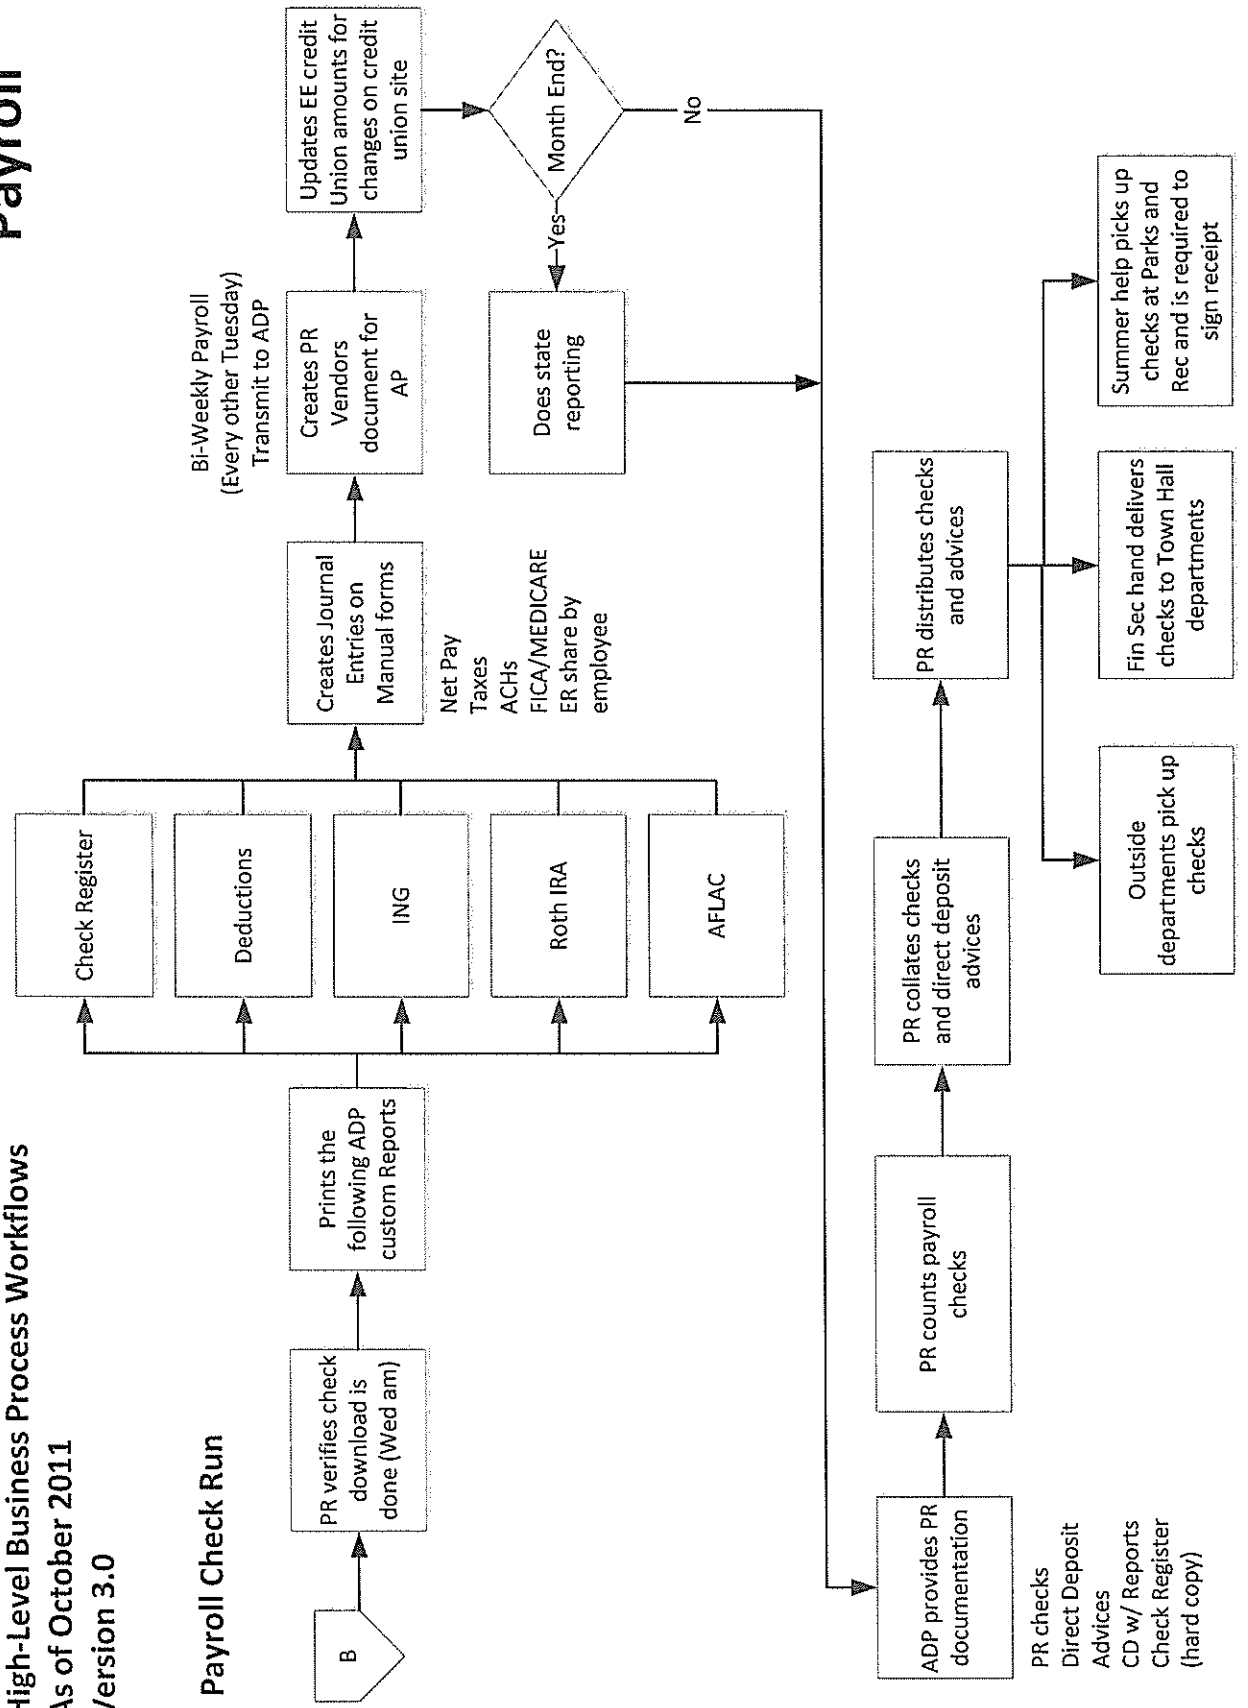 High-Level Business Process Workflows
As of October 2011
Version 3.0
Payroll
Payroll Check Run
B
PR verifies check
download is
done (Wed am)
Prints the
following ADP
custom Reports
Check Register
Deductions
ING
Roth IRA
AFLAC
Creates Journal
Entries on
Manual forms
Net Pay
Taxes
ACHs
FICA/MEDICARE
ER share by
employee
Bi-Weekly Payroll
(Every other Tuesday)
Transmit to ADP
Creates PR
Vendors
document for
AP
Updates EE credit
Union amounts for
changes on credit
union site
Month End?
Yes
No
Does state
reporting
ADP provides PR
documentation
PR checks
Direct Deposit
Advices
CD w/ Reports
Check Register
(hard copy)
PR counts payroll
checks
PR collates checks
and direct deposit
advices
PR distributes checks
and advices
Outside
departments pick up
checks
Fin Sec hand delivers
checks to Town Hall
departments
Summer help picks up
checks at Parks and
Rec and is required to
sign receipt